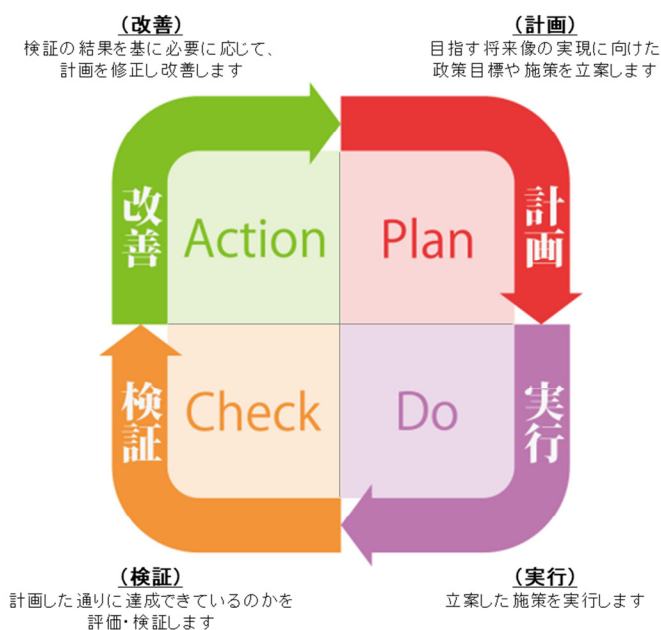 （改善）
検証の結果を基に必要に応じて、
計画を修正し改善します
（計画）
目指す将来像の実現に向けた
政策目標や施策を立案します
改善
Action
Plan
計画
検証
Check
Do
実行
（検証）
計画した通りに達成できているのかを
評価・検証します
（実行）
立案した施策を実行します